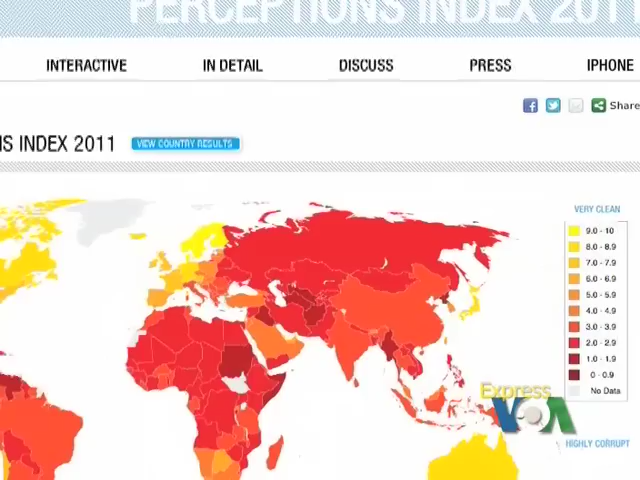 PERCEPTIONS INDEX 2011
INTERACTIVE IN DETAIL DISCUSS PRESS IPHONE
Share
NS INDEX 2011 VIEW COUNTRY RESULTS
VERY CLEAN
9.0 - 10
8.0 - 8.9
7.0 - 7.9
6.0 - 6.9
5.0 - 5.9
4.0 - 4.9
3.0 - 3.9
2.0 - 2.9
1.0 - 1.9
0 - 0.9
No Data
HIGHLY CORRUPT
Express
VOA